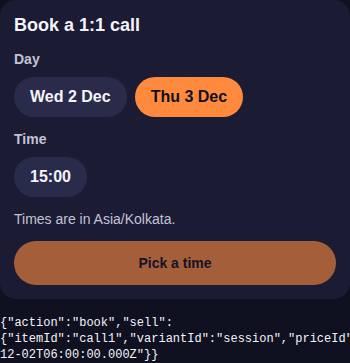 Book a 1:1 call
Day
Wed 2 Dec
Thu 3 Dec
Time
15:00
Times are in Asia/Kolkata.
Pick a time
{"action":"book","sell":
{"itemId":"call1","variantId":"session","priceId"
12-02T06:00:00.000Z"}}